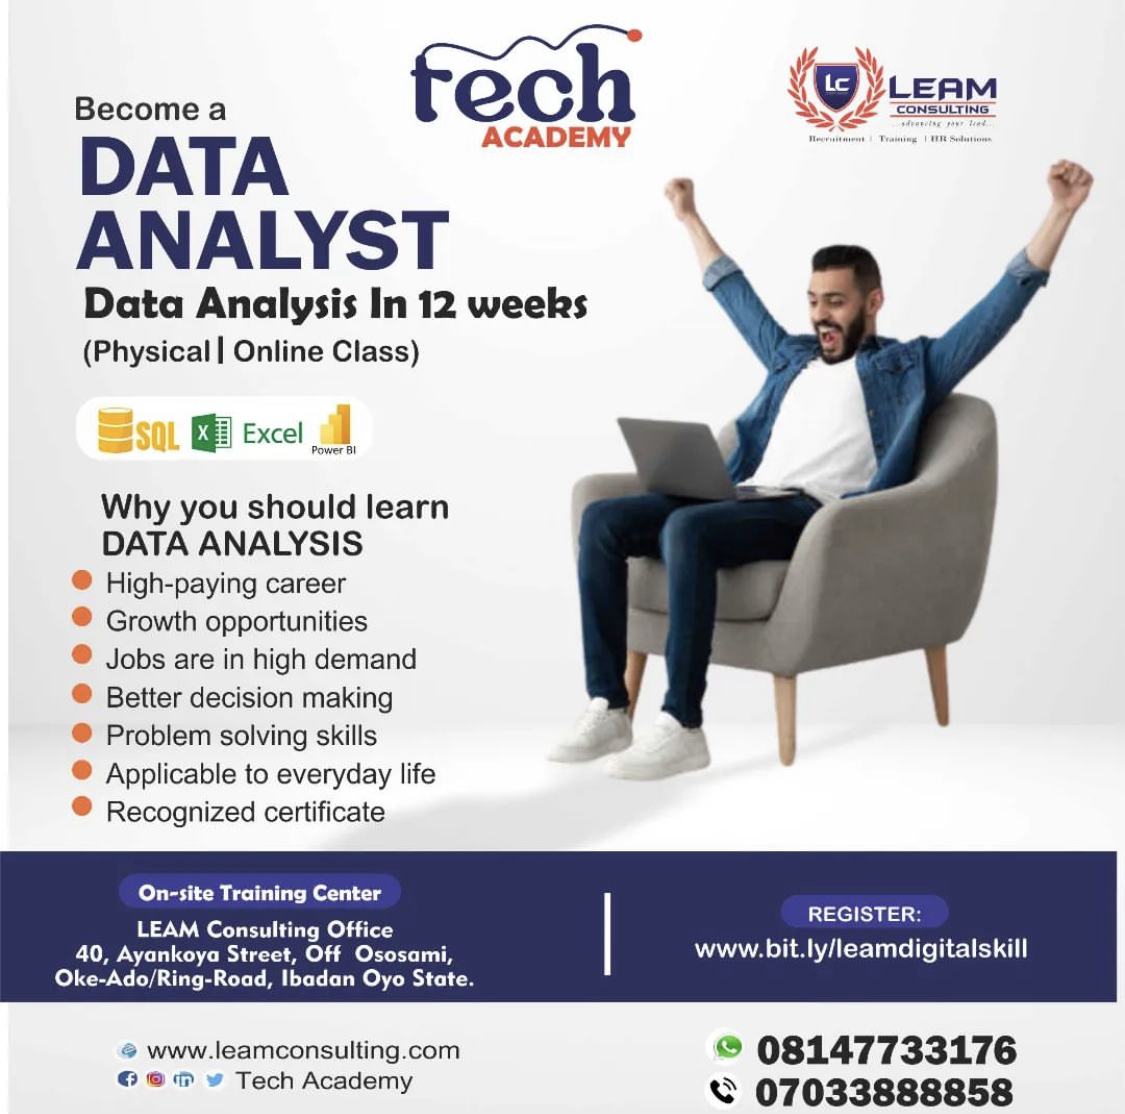 tech
ACADEMY
LC
LEAM
CONSULTING
...advancing your lead...
Recruitment | Training | HR Solutions
Become a
DATA
ANALYST
Data Analysis In 12 weeks
(Physical | Online Class)
SQL
X
Excel
Power BI
Why you should learn
DATA ANALYSIS
High-paying career
Growth opportunities
Jobs are in high demand
Better decision making
Problem solving skills
Applicable to everyday life
Recognized certificate
On-site Training Center
LEAM Consulting Office
40, Ayankoya Street, Off Ososami,
Oke-Ado/Ring-Road, Ibadan Oyo State.
REGISTER:
www.bit.ly/leamdigitalskill
www.leamconsulting.com
Tech Academy
08147733176
07033888858